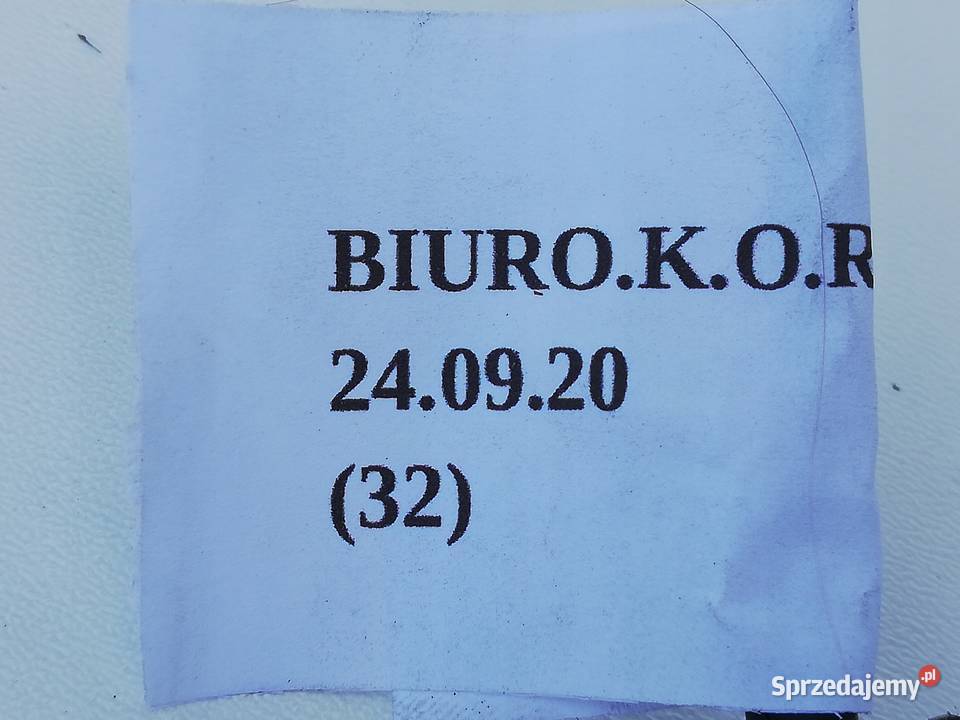 BIURO.K.O.R
24.09.20
(32)
Sprzedajemy.pl